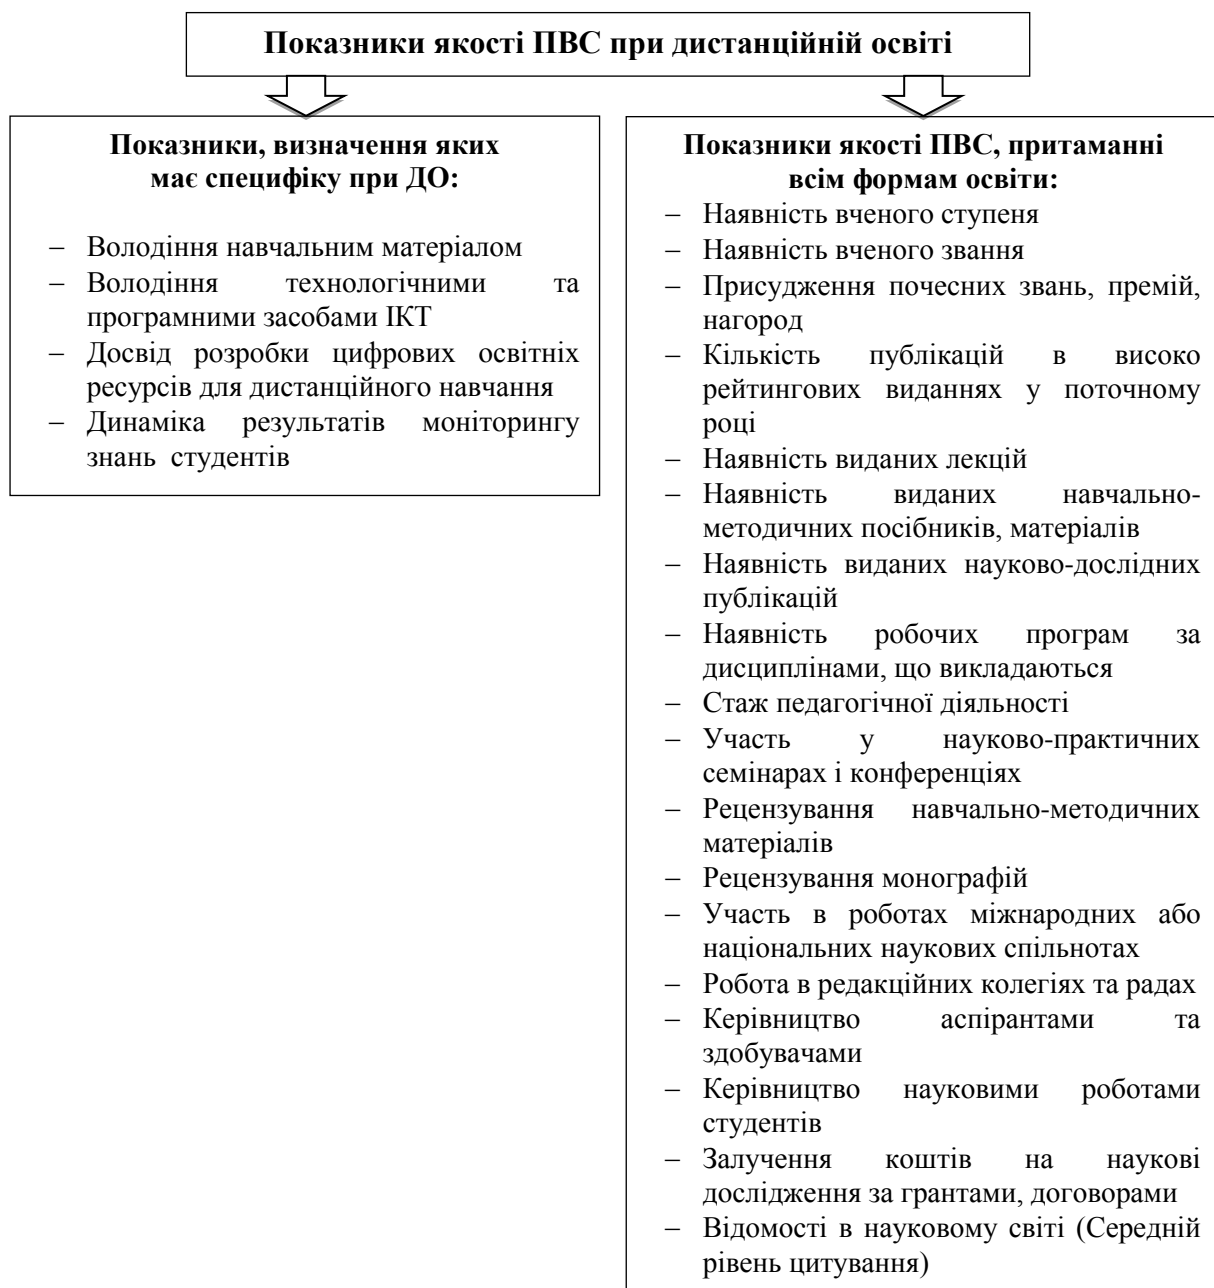 Показники якості ПВС при дистанційній освіті
Показники, визначення яких
має специфіку при ДО:
– Володіння навчальним матеріалом
– Володіння технологічними та
програмними засобами ІКТ
– Досвід розробки цифрових освітніх
ресурсів для дистанційного навчання
– Динаміка результатів моніторингу
знань студентів
Показники якості ПВС, притаманні
всім формам освіти:
– Наявність вченого ступеня
– Наявність вченого звання
– Присудження почесних звань, премій,
нагород
– Кількість публікацій в високо
рейтингових виданнях у поточному
році
– Наявність виданих лекцій
– Наявність виданих навчально-
методичних посібників, матеріалів
– Наявність виданих науково-дослідних
публікацій
– Наявність робочих програм за
дисциплінами, що викладаються
– Стаж педагогічної діяльності
– Участь у науково-практичних
семінарах і конференціях
– Рецензування навчально-методичних
матеріалів
– Рецензування монографій
– Участь в роботах міжнародних або
національних наукових спільнотах
– Робота в редакційних колегіях та радах
– Керівництво аспірантами та
здобувачами
– Керівництво науковими роботами
студентів
– Залучення коштів на наукові
дослідження за грантами, договорами
– Відомості в науковому світі (Середній
рівень цитування)